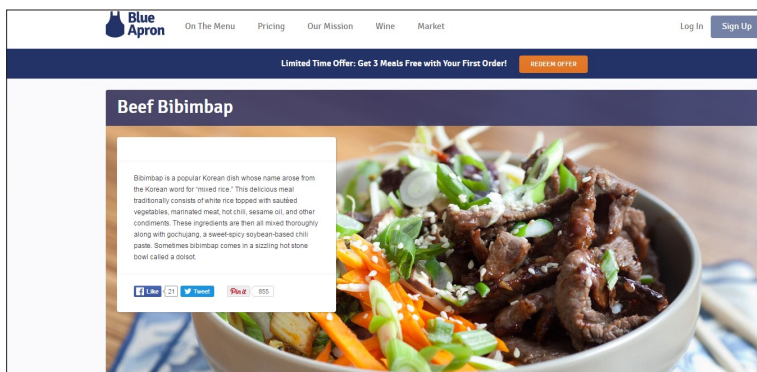 Blue
Apron
On The Menu
Pricing
Our Mission
Wine
Market
Log In
Sign Up
Limited Time Offer: Get 3 Meals Free with Your First Order!
REDEEM OFFER
Beef Bibimbap
Bibimbap is a popular Korean dish whose name arose from
the Korean word for “mixed rice.” This delicious meal
traditionally consists of white rice topped with sautéed
vegetables, marinated meat, hot chili, sesame oil, and other
condiments. These ingredients are then all mixed thoroughly
along with gochujang, a sweet-spicy soybean-based chili
paste. Sometimes bibimbap comes in a sizzling hot stone
bowl called a dolsot.
f Like 21 Tweet Pin it 855